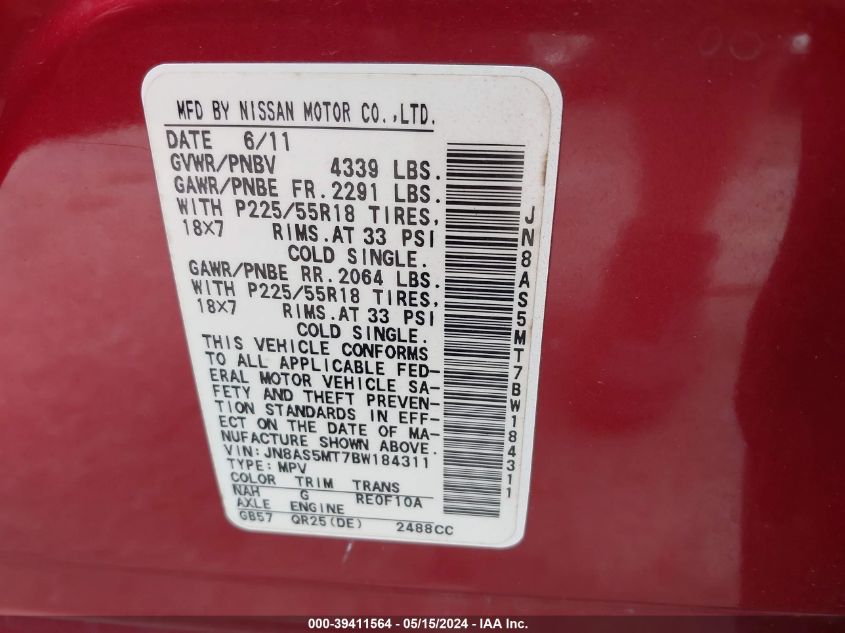 MFD BY NISSAN MOTOR CO.,LTD.
DATE 6/11
GVWR/PNBV 4339 LBS.
GAWR/PNBE FR. 2291 LBS.
WITH P225/55R18 TIRES,
18×7 RIMS.AT 33 PSI
COLD SINGLE.
GAWR/PNBE RR. 2064 LBS.
WITH P225/55R18 TIRES,
18×7 RIMS.AT 33 PSI
COLD SINGLE.
THIS VEHICLE CONFORMS
TO ALL APPLICABLE FED-
ERAL MOTOR VEHICLE SA-
FETY AND THEFT PREVEN-
TION STANDARDS IN EFF-
ECT ON THE DATE OF MA-
NUFACTURE SHOWN ABOVE.
VIN: JN8AS5MT7BW184311
TYPE: MPV
COLOR TRIM TRANS
NAH G RE0F10A
AXLE ENGINE
GB57 QR25(DE) 2488CC
JN8AS5MT7BW184311
000-39411564 - 05/15/2024 - IAA Inc.